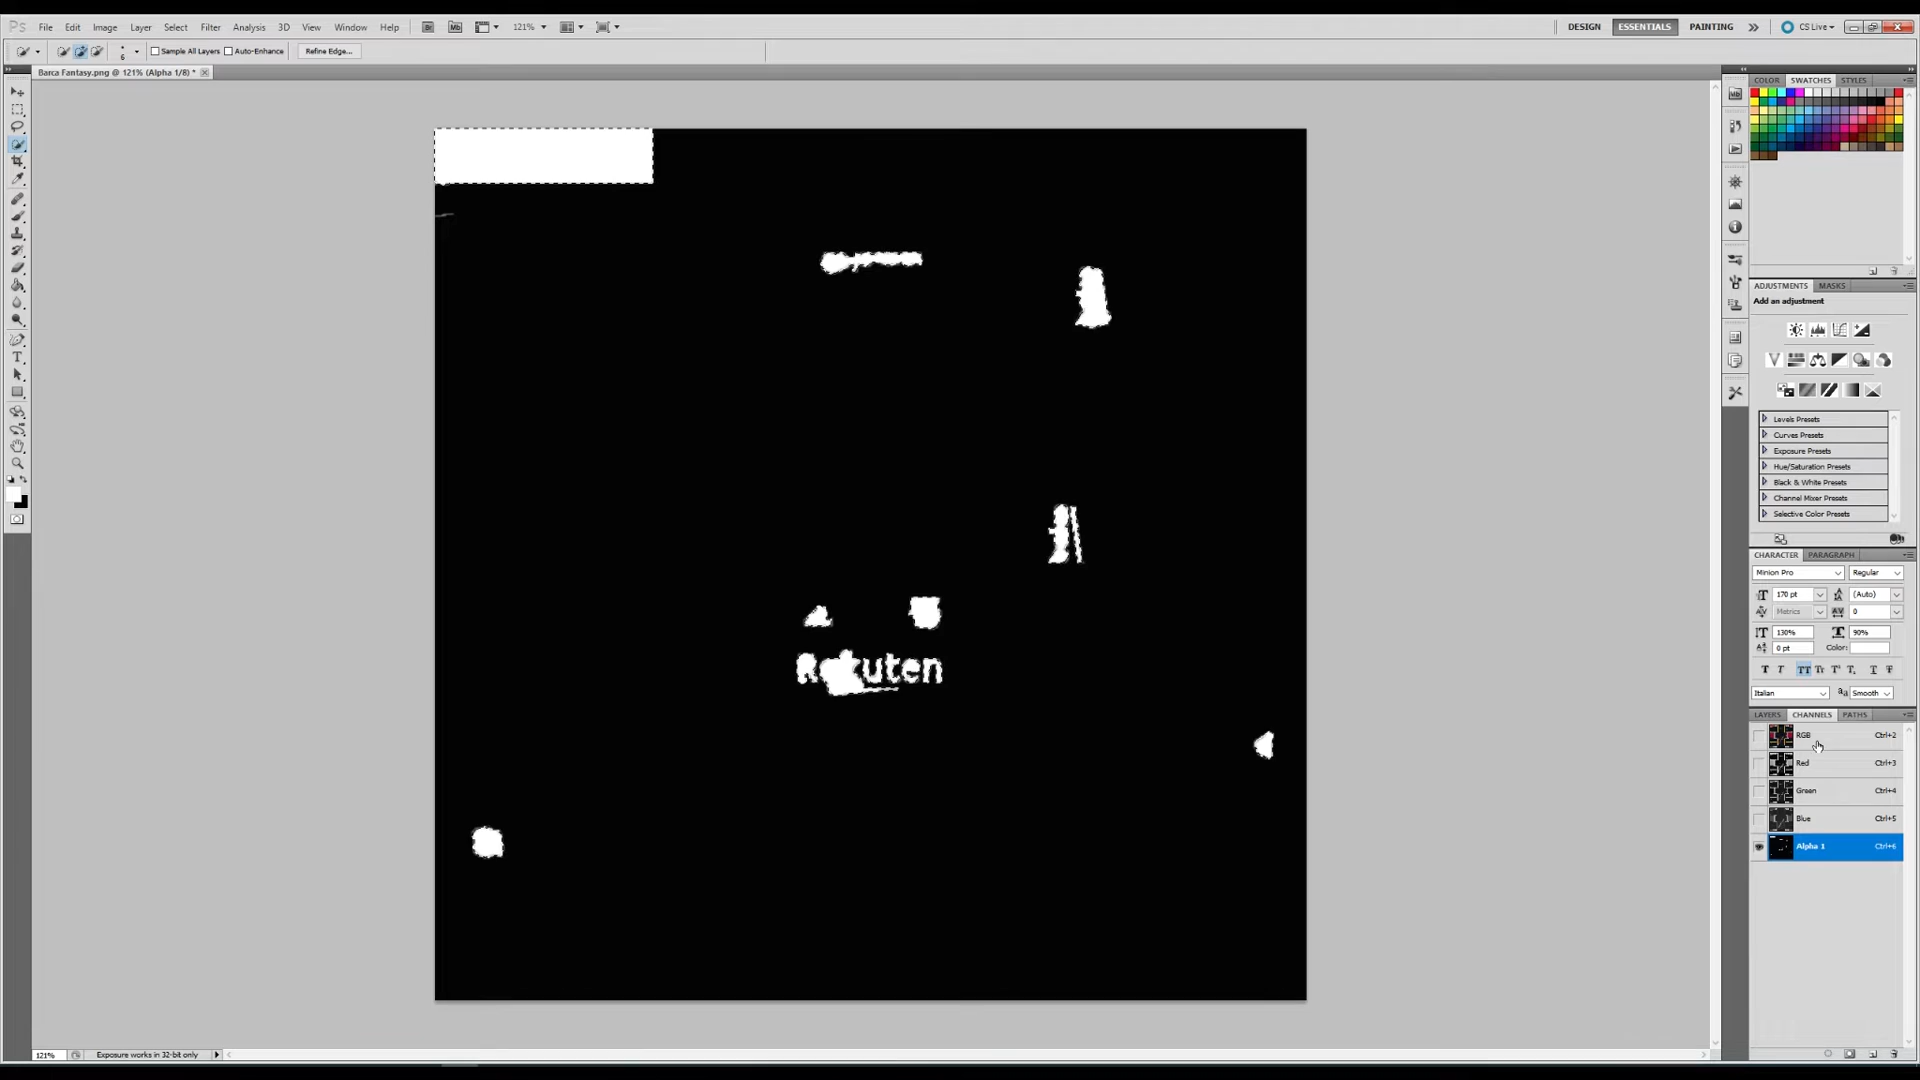 PS File Edit Image Layer Select Filter Analysis 3D View Window Help Br Mb 121% DESIGN ESSENTIALS PAINTING CS Live
6 Sample All Layers Auto-Enhance Refine Edge...
Barca Fantasy.png @ 121% (Alpha 1/8) *
COLOR SWATCHES STYLES
ADJUSTMENTS MASKS
Add an adjustment
Levels Presets
Curves Presets
Exposure Presets
Hue/Saturation Presets
Black & White Presets
Channel Mixer Presets
Selective Color Presets
CHARACTER PARAGRAPH
Minion Pro Regular
170 pt (Auto)
Metrics 0
130% 90%
0 pt Color:
Italian Smooth
LAYERS CHANNELS PATHS
RGB Ctrl+2
Red Ctrl+3
Green Ctrl+4
Blue Ctrl+5
Alpha 1 Ctrl+6
Rakuten
121% Exposure works in 32-bit only